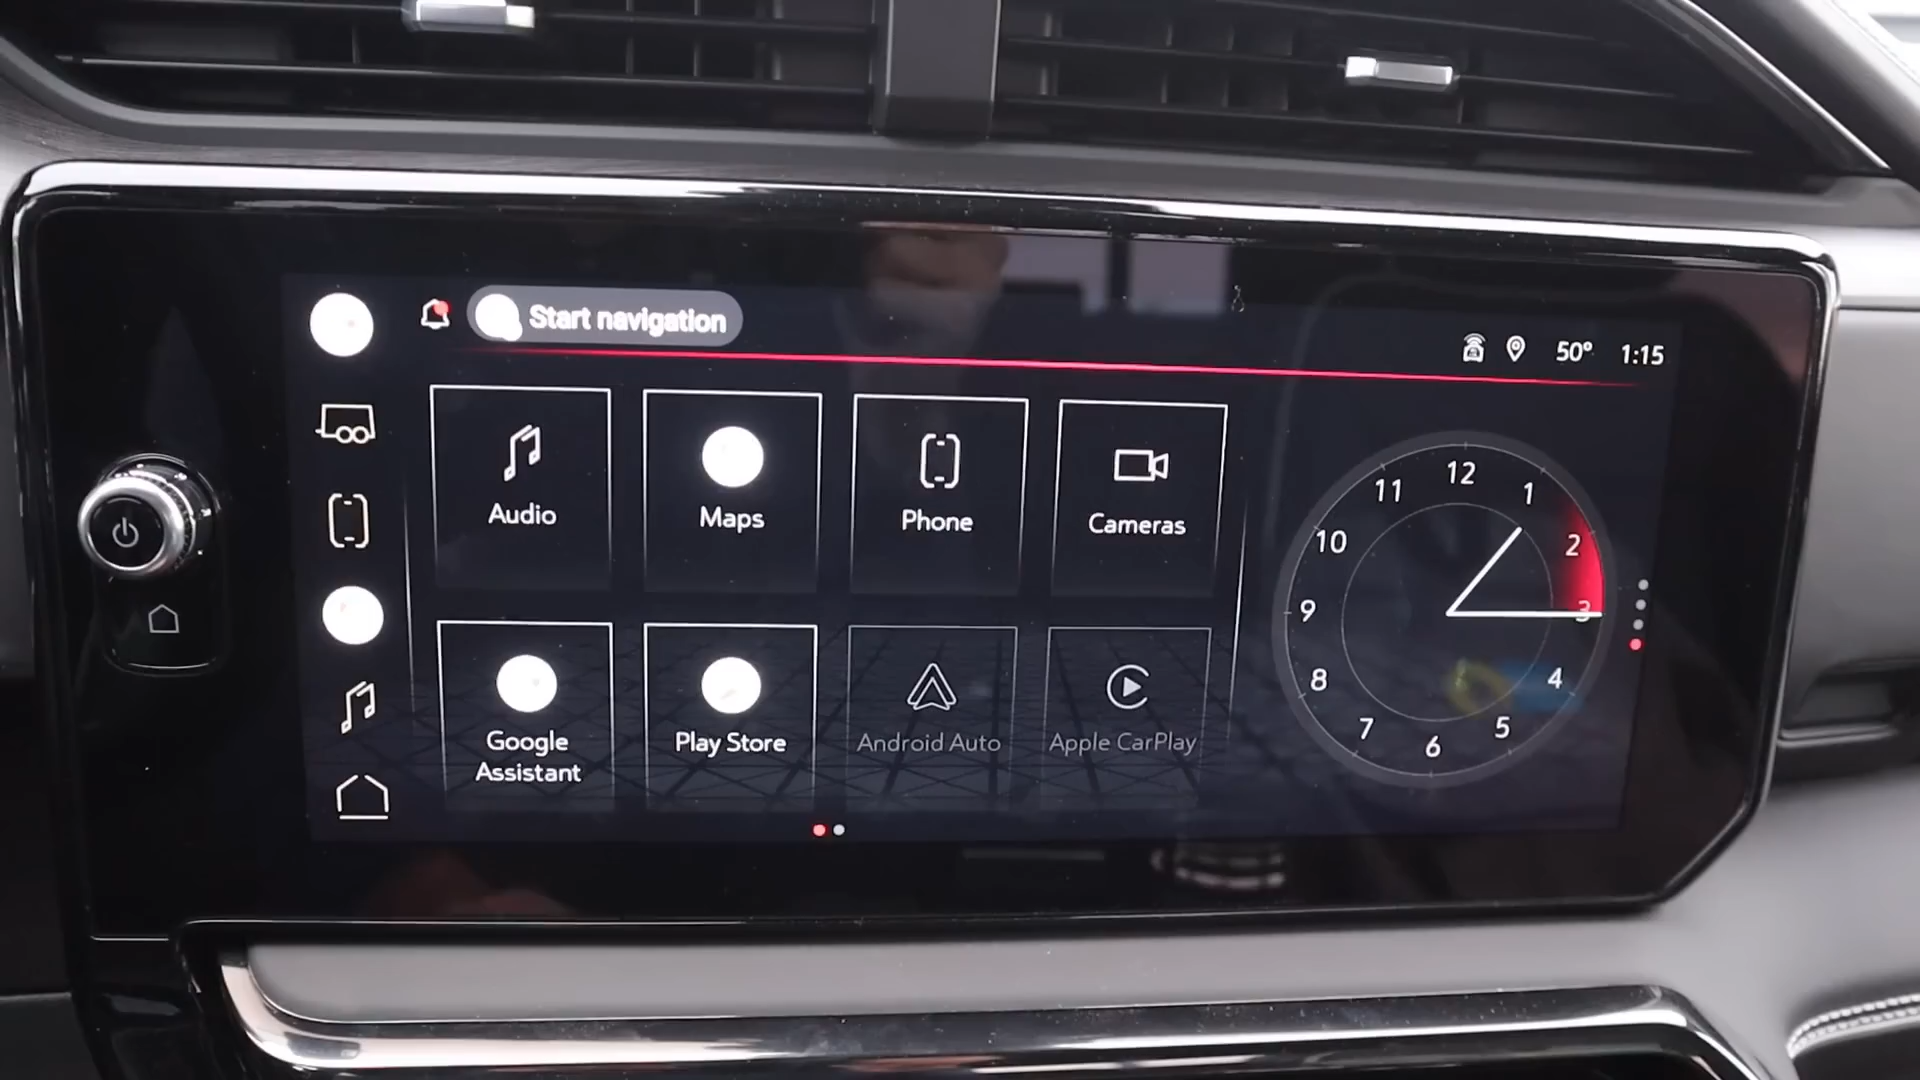 Start navigation
50° 1:15
Audio
Maps
Phone
Cameras
Google
Assistant
Play Store
Android Auto
Apple CarPlay
12
1
2
3
4
5
6
7
8
9
10
11